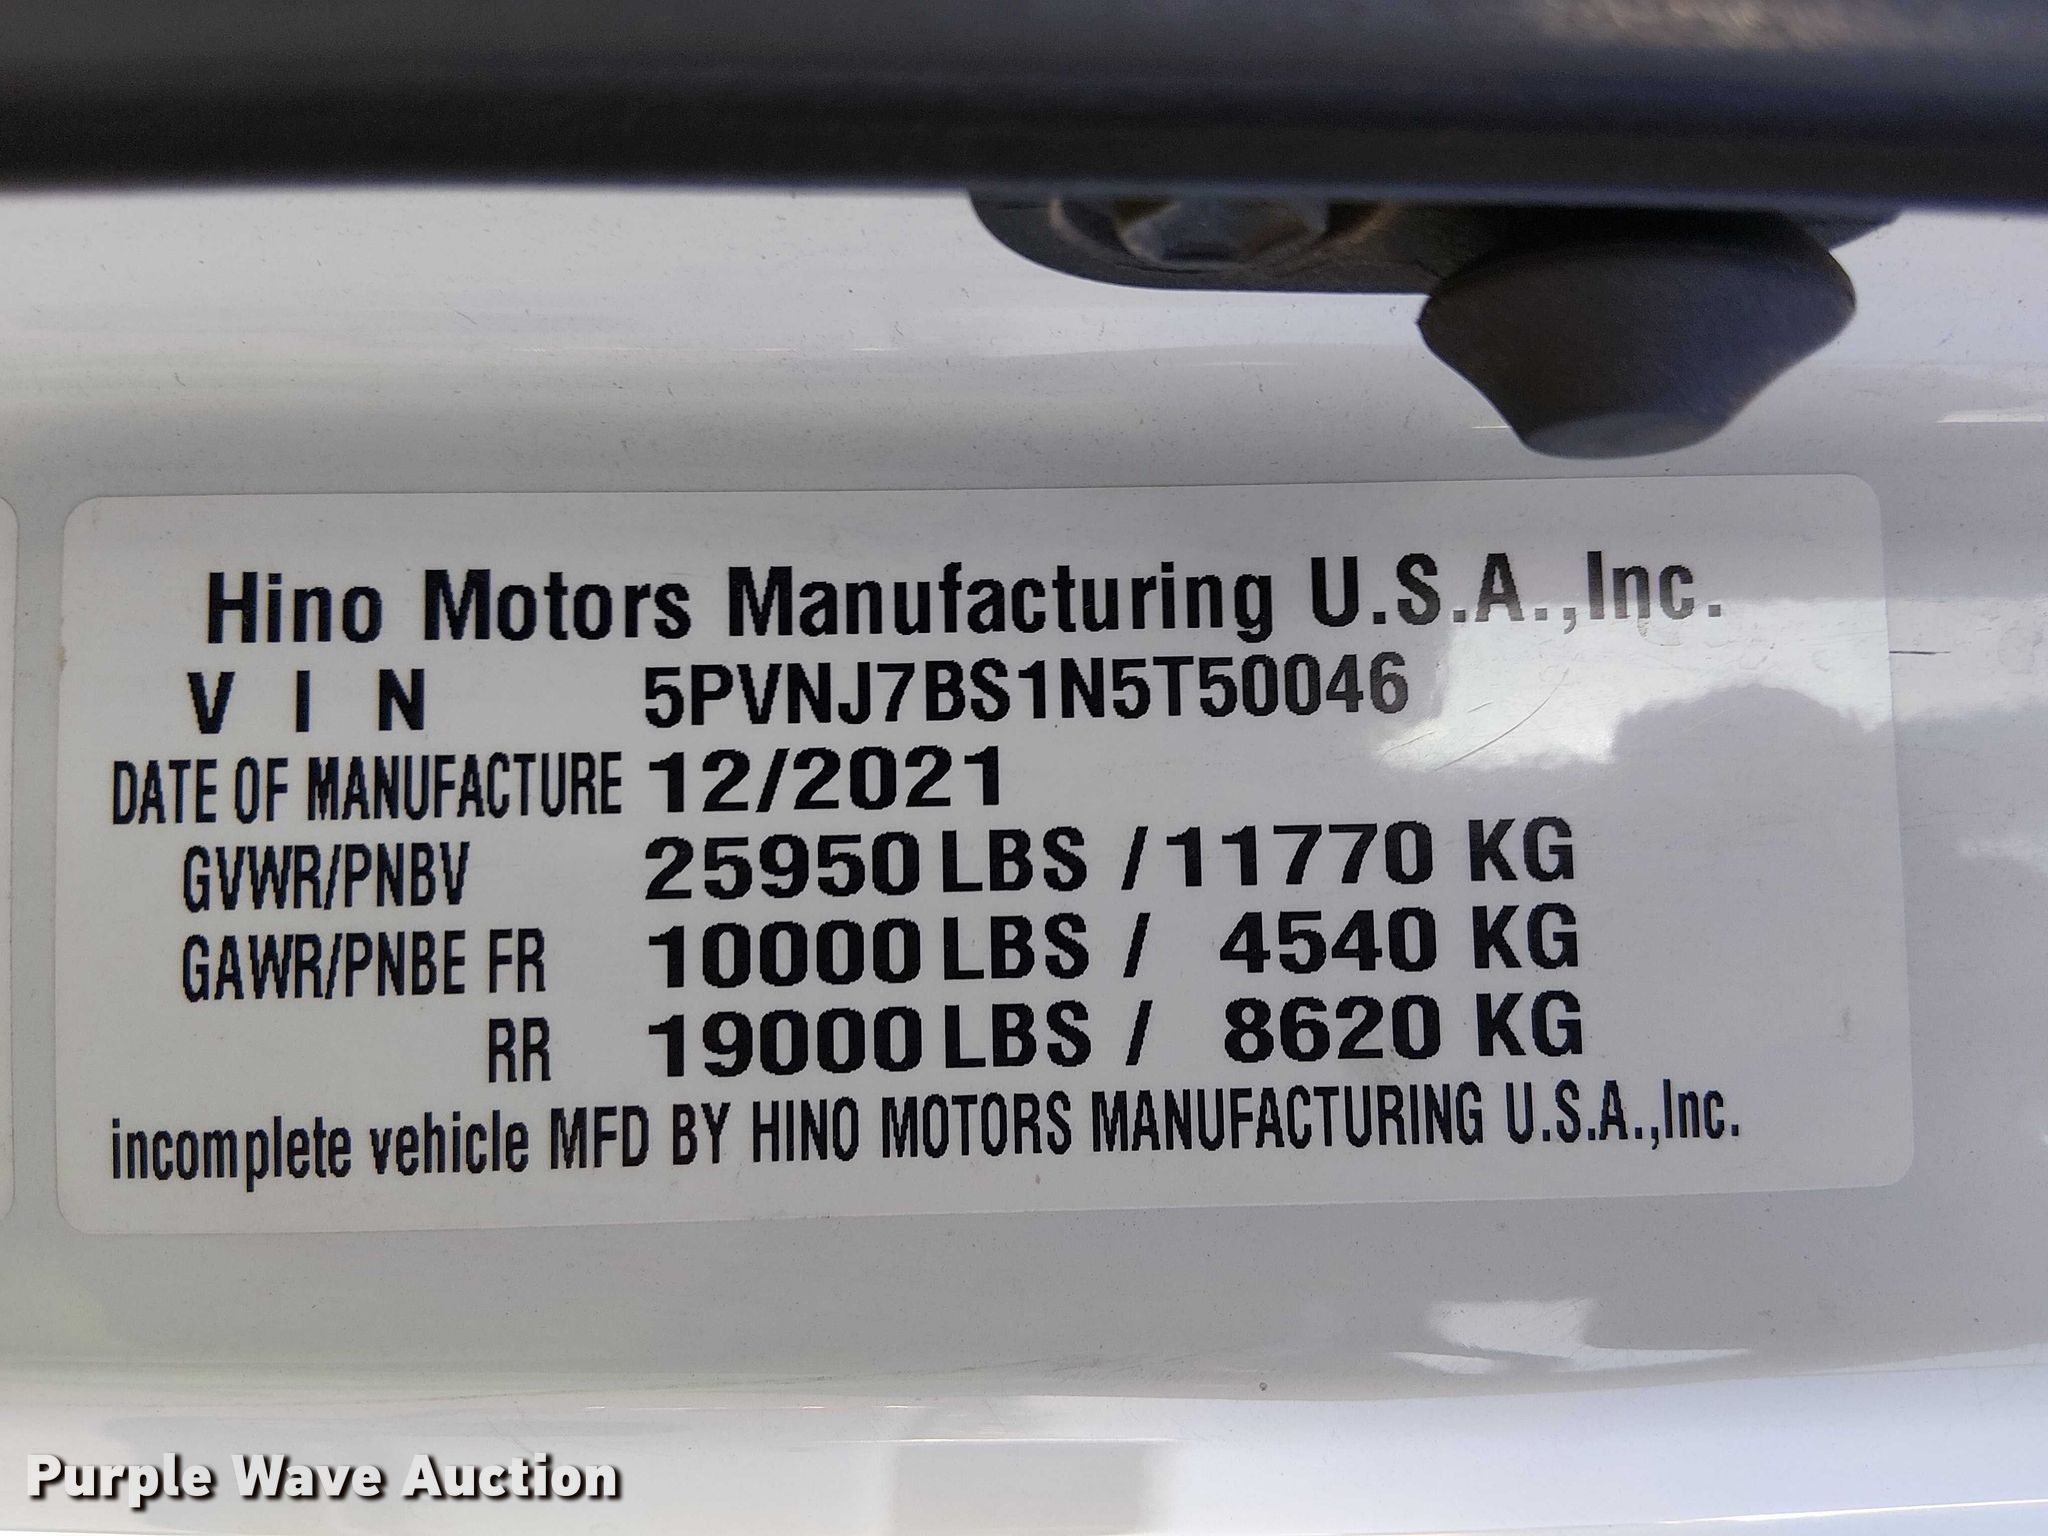 Hino Motors Manufacturing U.S.A.,Inc.
VIN 5PVNJ7BS1N5T50046
DATE OF MANUFACTURE 12/2021
GVWR/PNBV 25950 LBS / 11770 KG
GAWR/PNBE FR 10000 LBS / 4540 KG
RR 19000 LBS / 8620 KG
incomplete vehicle MFD BY HINO MOTORS MANUFACTURING U.S.A.,Inc.
Purple Wave Auction